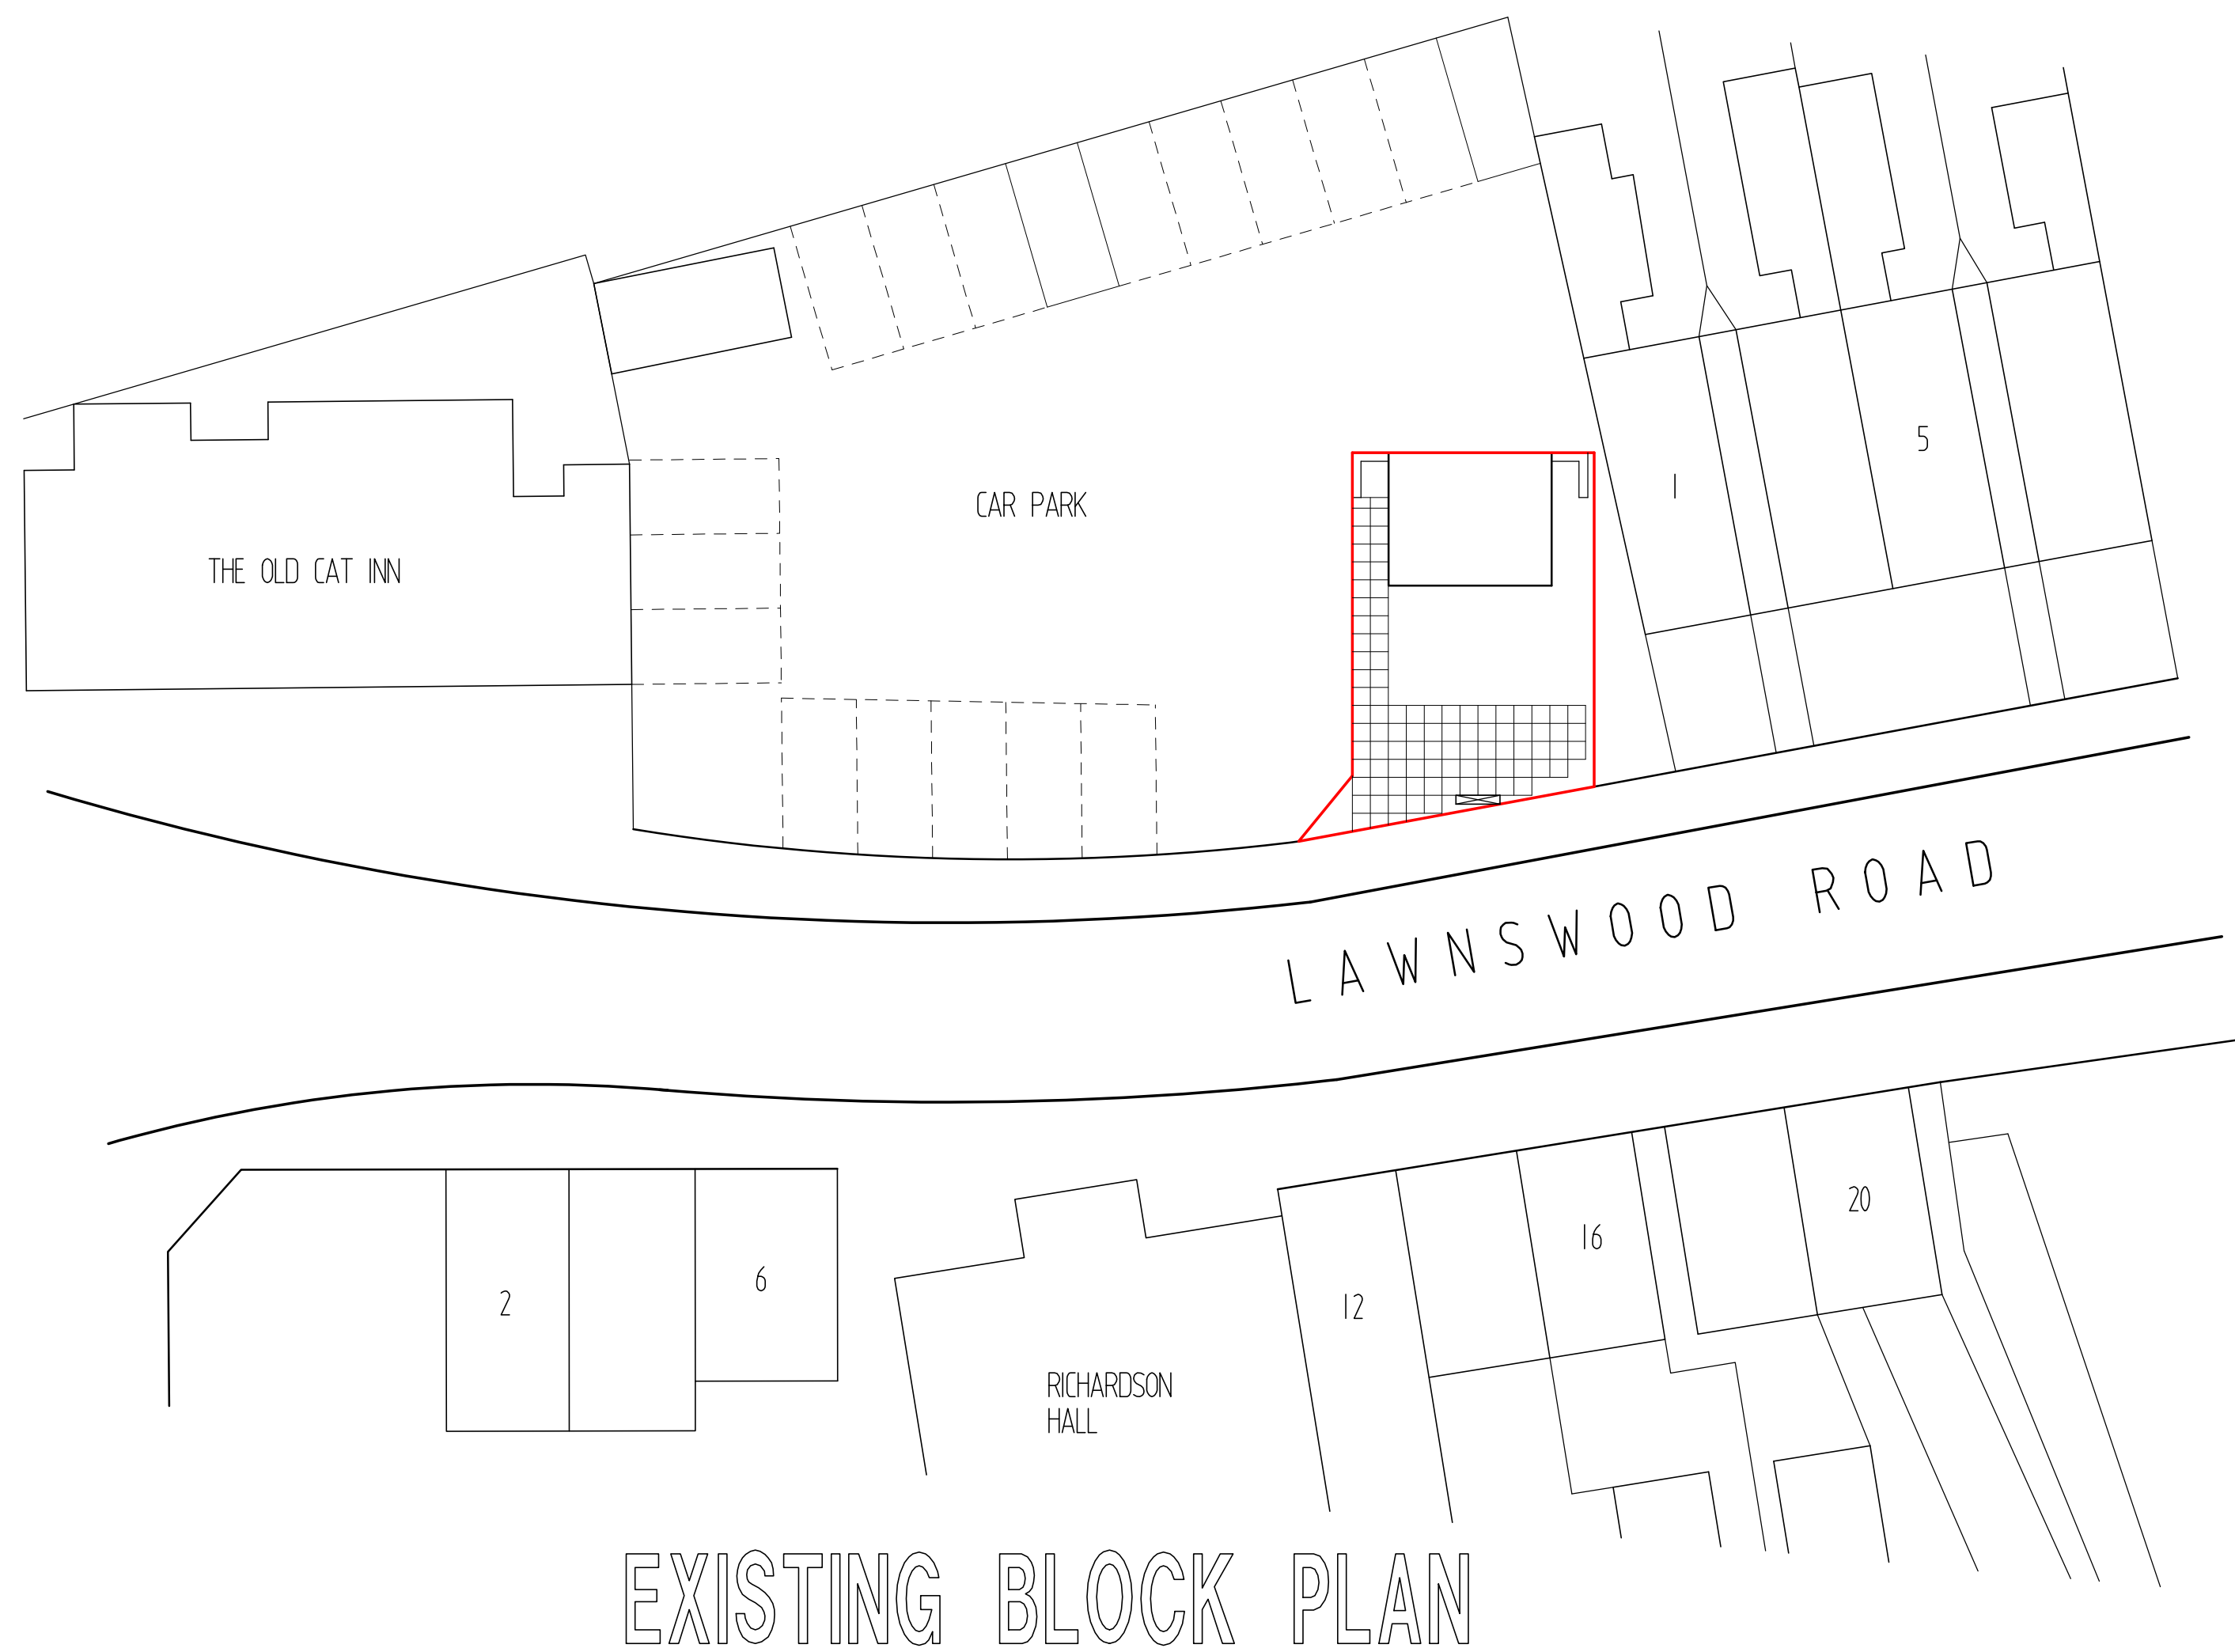 5
1
CAR PARK
THE OLD CAT INN
LAWNSWOOD ROAD
20
16
6
2
12
RICHARDSON
HALL
EXISTING BLOCK PLAN